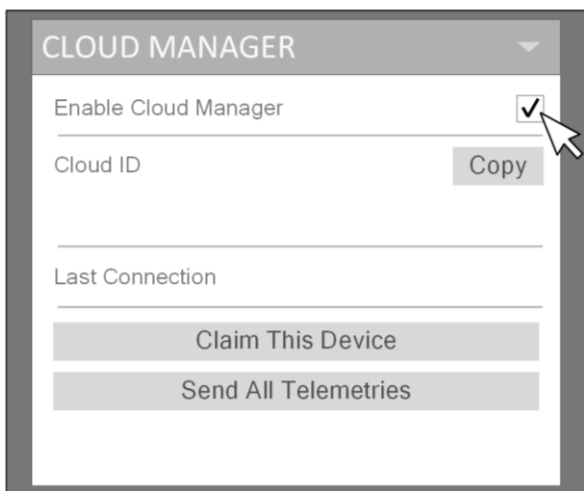 CLOUD MANAGER
Enable Cloud Manager
Cloud ID Copy
Last Connection
Claim This Device
Send All Telemetries